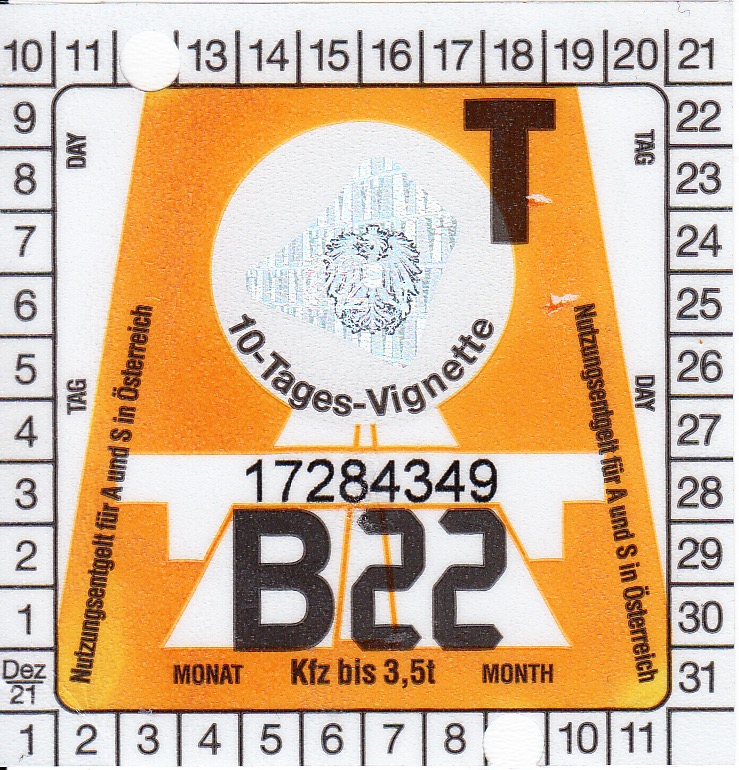 10 11 13 14 15 16 17 18 19 20 21
9 22
8 23
7 24
6 25
5 26
4 27
3 28
2 29
1 30
Dez 21 31
1 2 3 4 5 6 7 8 10 11
DAY
TAG
TAG
DAY
T
10-Tages-Vignette
Nutzungsentgelt für A und S in Österreich
Nutzungsentgelt für A und S in Österreich
17284349
B22
MONAT Kfz bis 3,5t MONTH